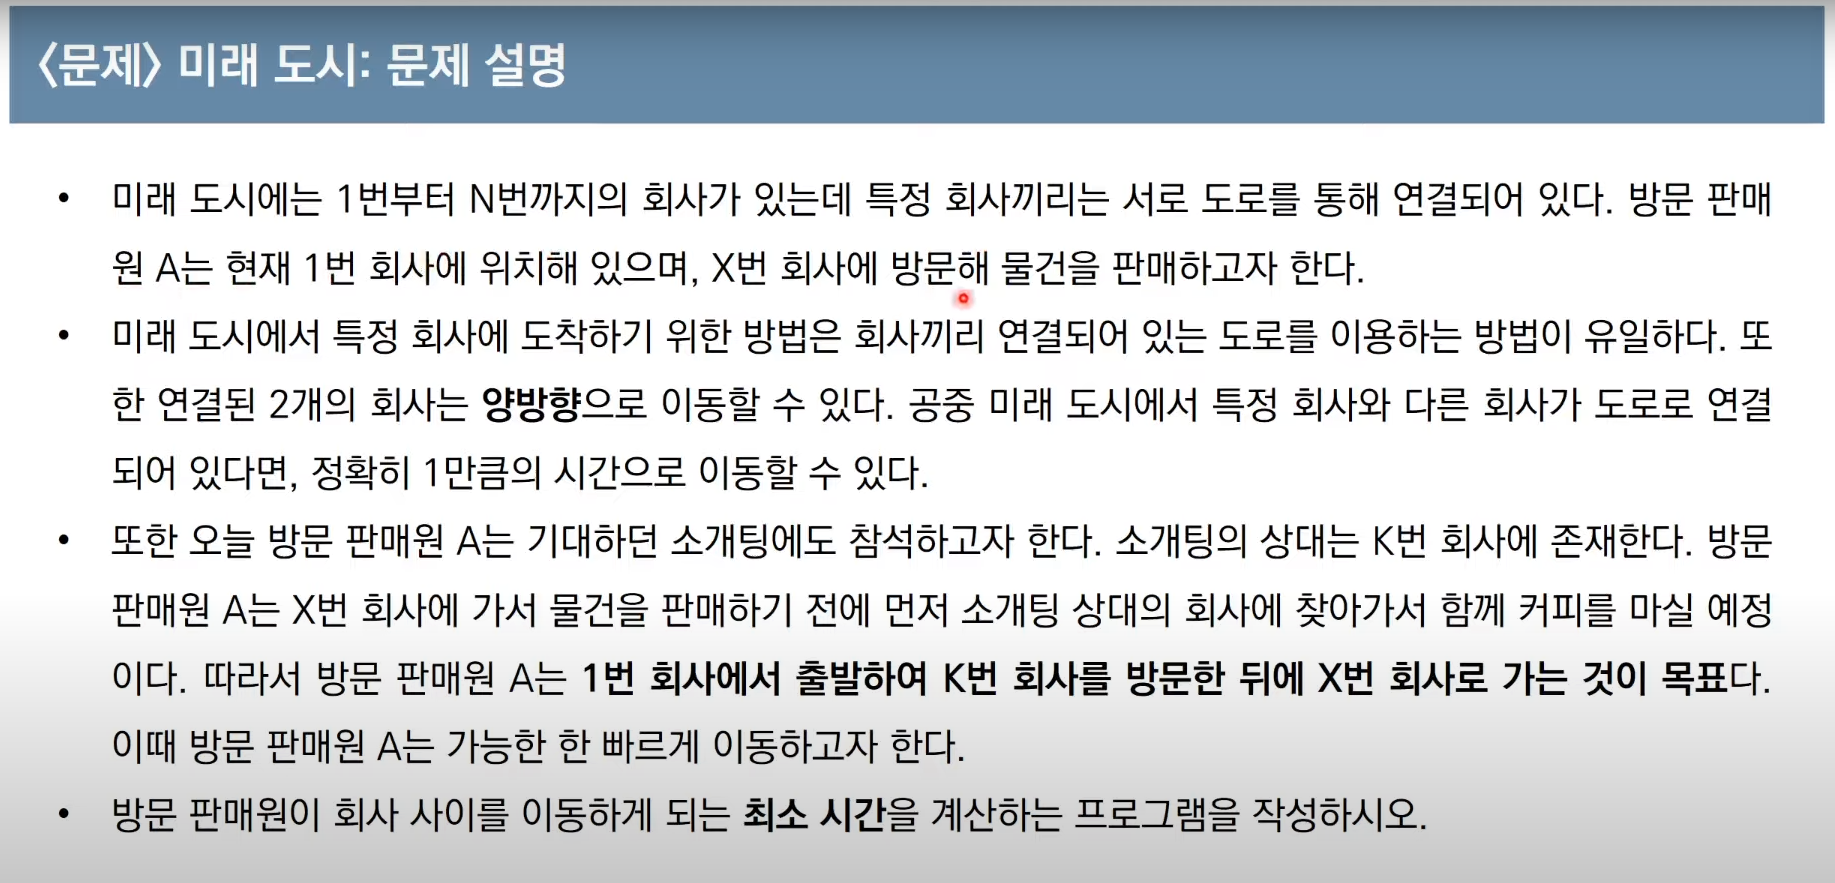 〈문제〉 미래 도시: 문제 설명
• 미래 도시에는 1번부터 N번까지의 회사가 있는데 특정 회사끼리는 서로 도로를 통해 연결되어 있다. 방문 판매
원 A는 현재 1번 회사에 위치해 있으며, X번 회사에 방문해 물건을 판매하고자 한다.
• 미래 도시에서 특정 회사에 도착하기 위한 방법은 회사끼리 연결되어 있는 도로를 이용하는 방법이 유일하다. 또
한 연결된 2개의 회사는 양방향으로 이동할 수 있다. 공중 미래 도시에서 특정 회사와 다른 회사가 도로로 연결
되어 있다면, 정확히 1만큼의 시간으로 이동할 수 있다.
• 또한 오늘 방문 판매원 A는 기대하던 소개팅에도 참석하고자 한다. 소개팅의 상대는 K번 회사에 존재한다. 방문
판매원 A는 X번 회사에 가서 물건을 판매하기 전에 먼저 소개팅 상대의 회사에 찾아가서 함께 커피를 마실 예정
이다. 따라서 방문 판매원 A는 1번 회사에서 출발하여 K번 회사를 방문한 뒤에 X번 회사로 가는 것이 목표다.
이때 방문 판매원 A는 가능한 한 빠르게 이동하고자 한다.
• 방문 판매원이 회사 사이를 이동하게 되는 최소 시간을 계산하는 프로그램을 작성하시오.